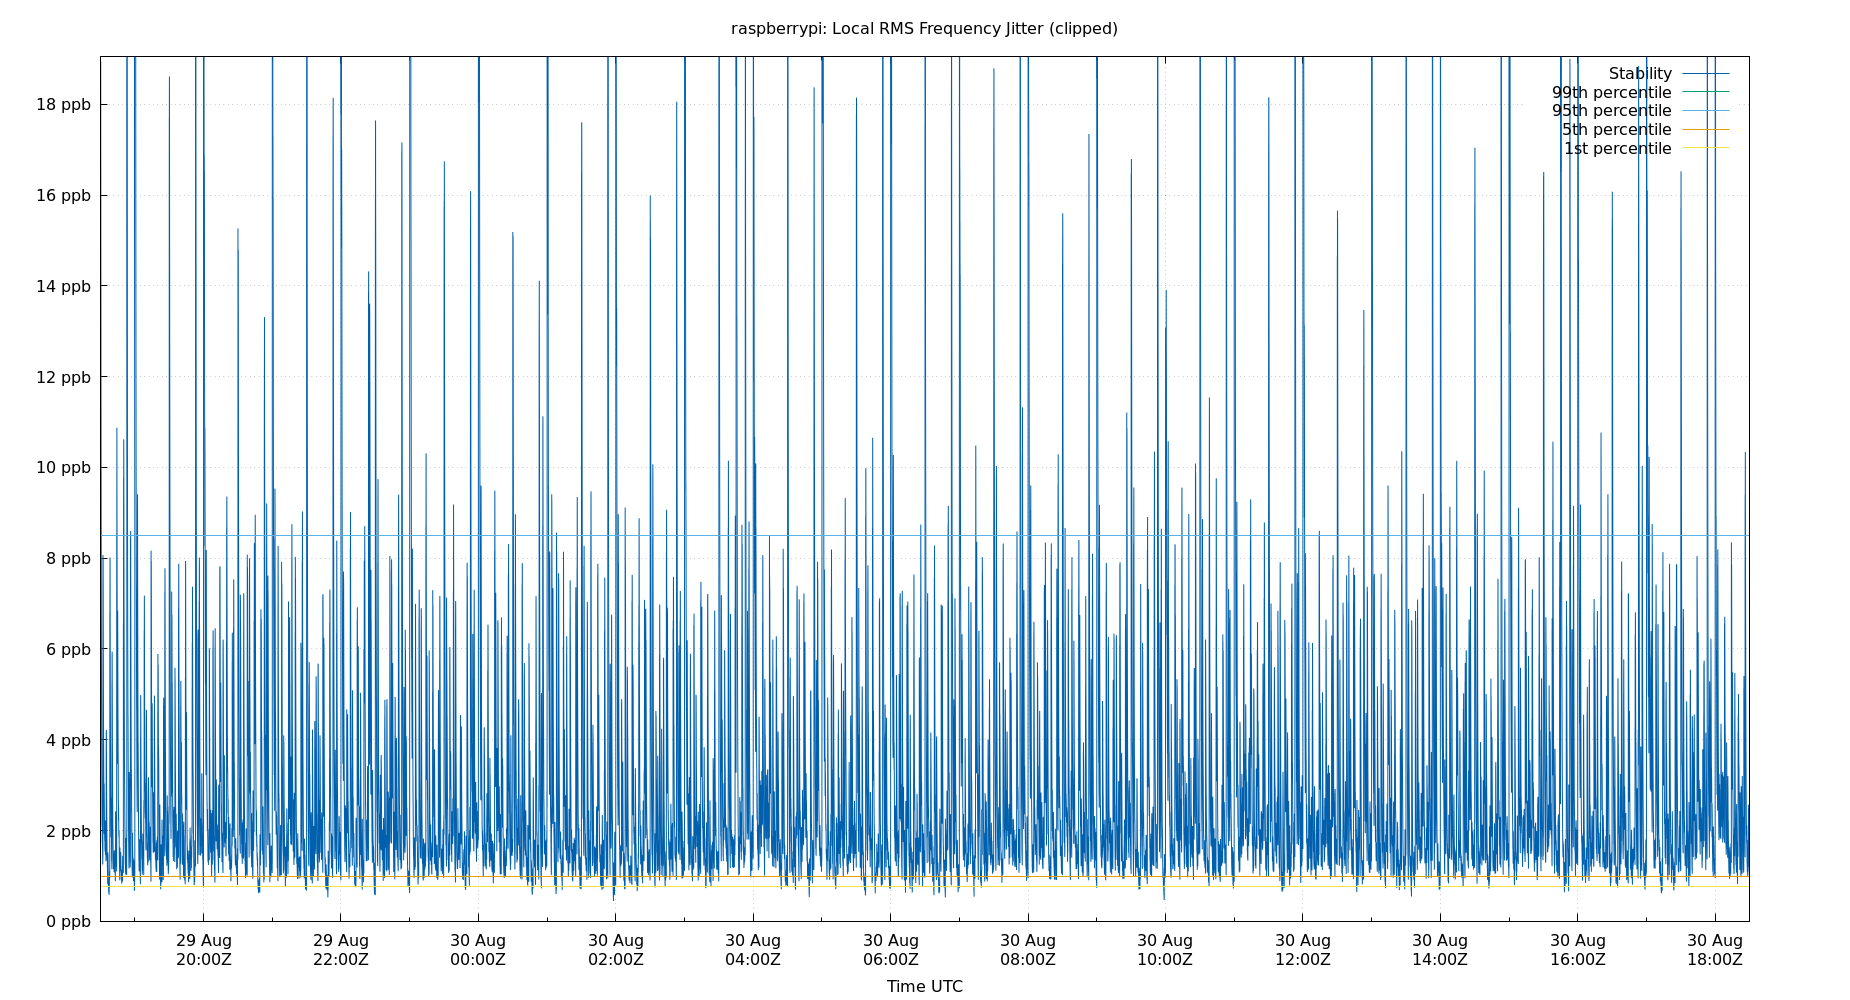 raspberrypi: Local RMS Frequency Jitter (clipped)
Stability
99th percentile
95th percentile
5th percentile
1st percentile
18 ppb
16 ppb
14 ppb
12 ppb
10 ppb
8 ppb
6 ppb
4 ppb
2 ppb
0 ppb
29 Aug 29 Aug 30 Aug 30 Aug 30 Aug 30 Aug 30 Aug 30 Aug 30 Aug 30 Aug 30 Aug 30 Aug
20:00Z 22:00Z 00:00Z 02:00Z 04:00Z 06:00Z 08:00Z 10:00Z 12:00Z 14:00Z 16:00Z 18:00Z
Time UTC